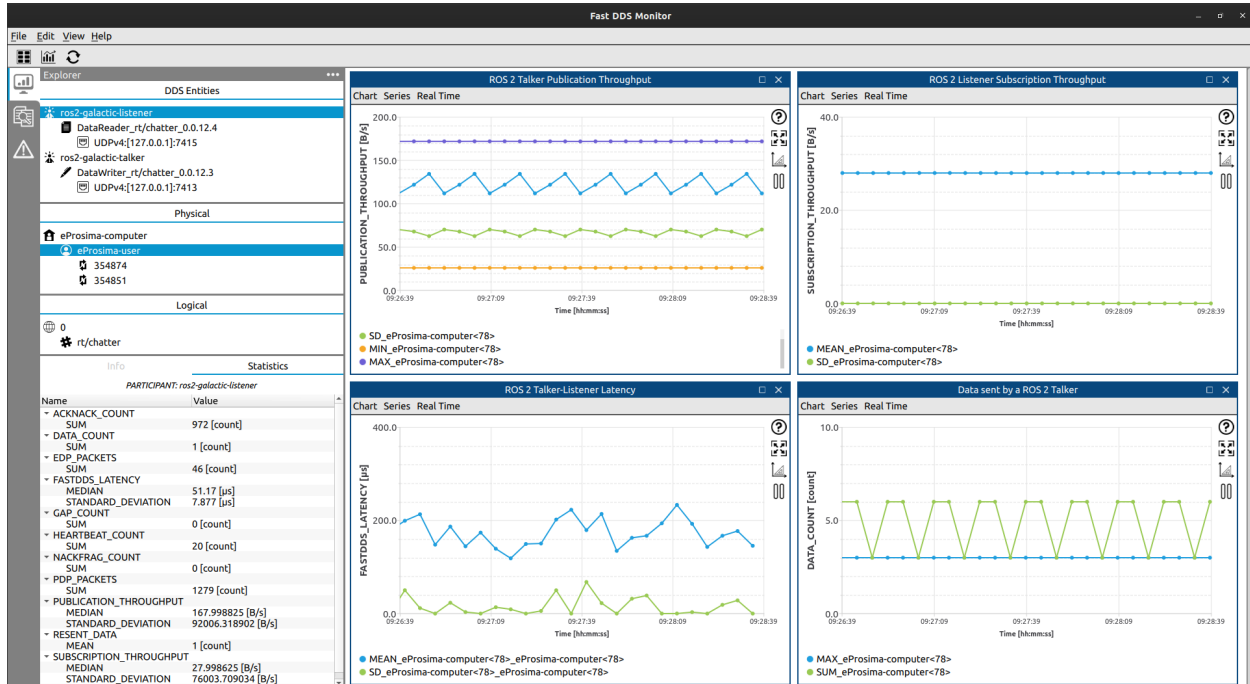 Fast DDS Monitor
File Edit View Help
Explorer
DDS Entities
ros2-galactic-listener
DataReader_rt/chatter_0.0.12.4
UDPv4:[127.0.0.1]:7415
ros2-galactic-talker
DataWriter_rt/chatter_0.0.12.3
UDPv4:[127.0.0.1]:7413
Physical
eProsima-computer
eProsima-user
354874
354851
Logical
0
rt/chatter
Info Statistics
PARTICIPANT: ros2-galactic-listener
Name Value
ACKNACK_COUNT
SUM 972 [count]
DATA_COUNT
SUM 1 [count]
EDP_PACKETS
SUM 46 [count]
FASTDDS_LATENCY
MEDIAN 51.17 [µs]
STANDARD_DEVIATION 7.877 [µs]
GAP_COUNT
SUM 0 [count]
HEARTBEAT_COUNT
SUM 20 [count]
NACKFRAG_COUNT
SUM 0 [count]
PDP_PACKETS
SUM 1279 [count]
PUBLICATION_THROUGHPUT
MEDIAN 167.998825 [B/s]
STANDARD_DEVIATION 92006.318902 [B/s]
RESENT_DATA
MEAN 1 [count]
SUBSCRIPTION_THROUGHPUT
MEDIAN 27.998625 [B/s]
STANDARD_DEVIATION 76003.709034 [B/s]
ROS 2 Talker Publication Throughput
Chart Series Real Time
PUBLICATION_THROUGHPUT [B/s]
200.0
150.0
100.0
50.0
0.0
09:26:39 09:27:09 09:27:39 09:28:09 09:28:39
Time [hh:mm:ss]
SD_eProsima-computer<78>
MIN_eProsima-computer<78>
MAX_eProsima-computer<78>
ROS 2 Listener Subscription Throughput
Chart Series Real Time
SUBSCRIPTION_THROUGHPUT [B/s]
40.0
20.0
0.0
09:26:39 09:27:09 09:27:39 09:28:09 09:28:39
Time [hh:mm:ss]
MEAN_eProsima-computer<78>
SD_eProsima-computer<78>
ROS 2 Talker-Listener Latency
Chart Series Real Time
FASTDDS_LATENCY [µs]
400.0
200.0
0.0
09:26:39 09:27:09 09:27:39 09:28:09 09:28:39
Time [hh:mm:ss]
MEAN_eProsima-computer<78>_eProsima-computer<78>
SD_eProsima-computer<78>_eProsima-computer<78>
Data sent by a ROS 2 Talker
Chart Series Real Time
DATA_COUNT [count]
10.0
5.0
0.0
09:26:39 09:27:09 09:27:39 09:28:09 09:28:39
Time [hh:mm:ss]
MAX_eProsima-computer<78>
SUM_eProsima-computer<78>